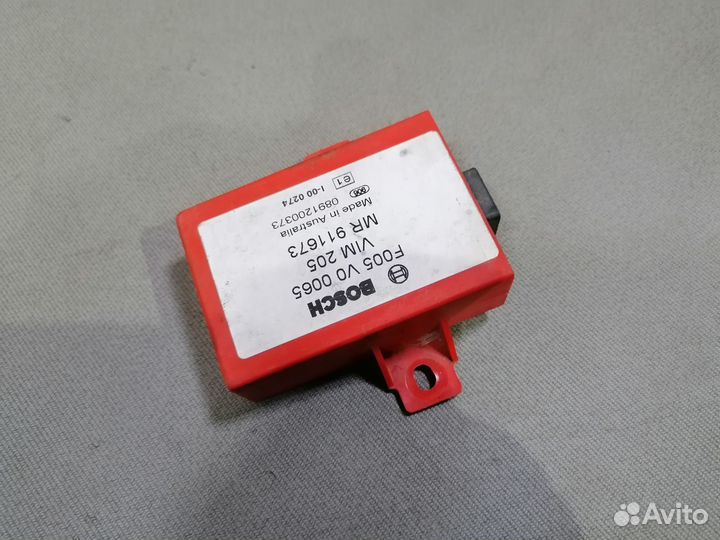 BOSCH
F005 V0 0065
VIM 205
MR 911673
Made in Australia
0891200373
e1
I-00 0274
Avito